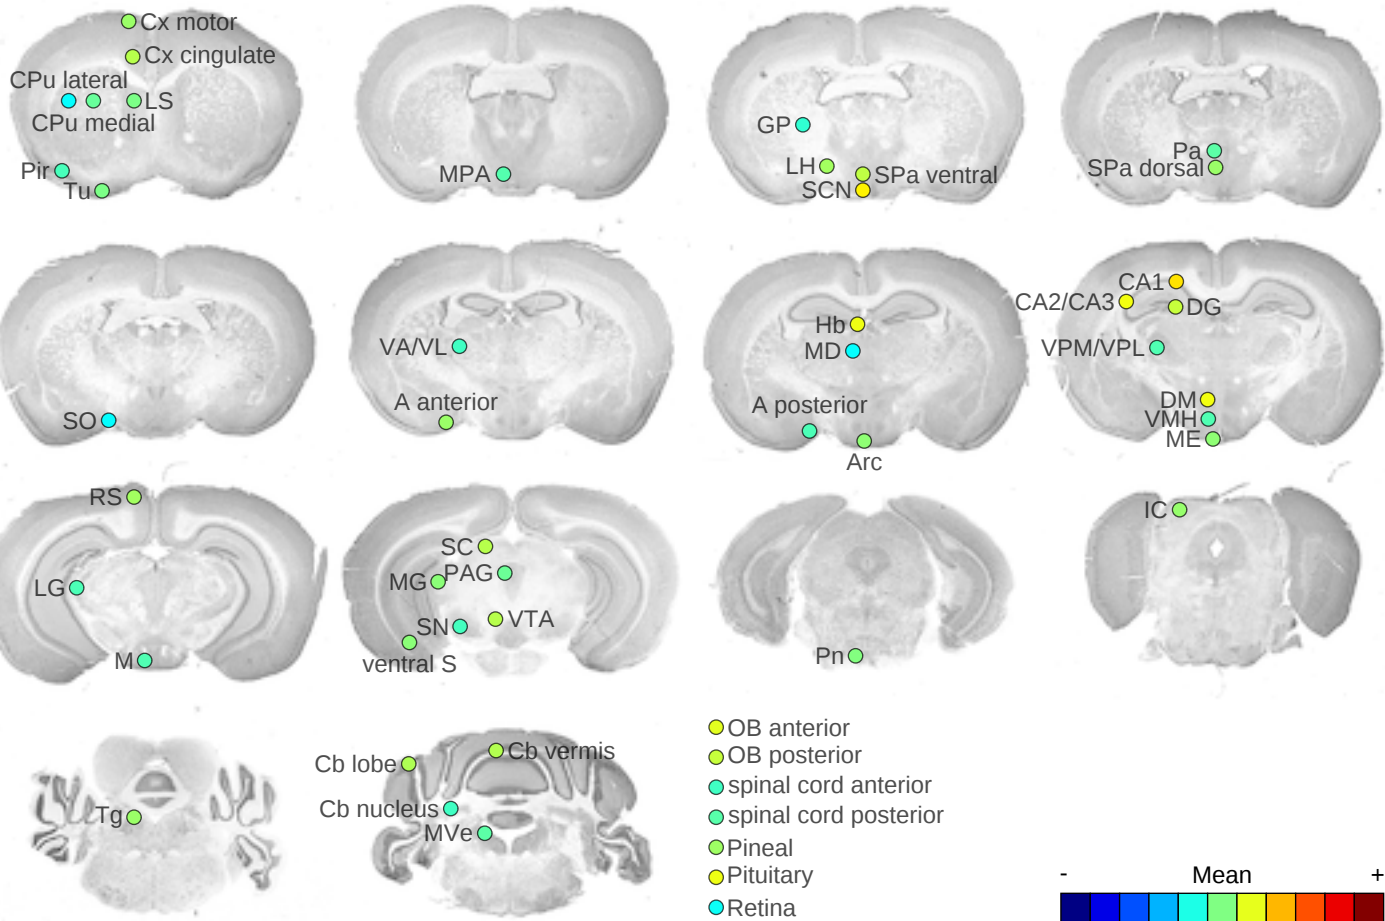 Cx motor
Cx cingulate
CPu lateral
LS
CPu medial
Pir
Tu
MPA
GP
LH
SPa ventral
SCN
Pa
SPa dorsal
SO
VA/VL
A anterior
Hb
MD
A posterior
Arc
CA1
CA2/CA3
DG
VPM/VPL
DM
VMH
ME
RS
LG
M
SC
PAG
MG
VTA
SN
ventral S
Pn
IC
Tg
Cb vermis
Cb lobe
Cb nucleus
MVe
OB anterior
OB posterior
spinal cord anterior
spinal cord posterior
Pineal
Pituitary
Retina
- Mean +